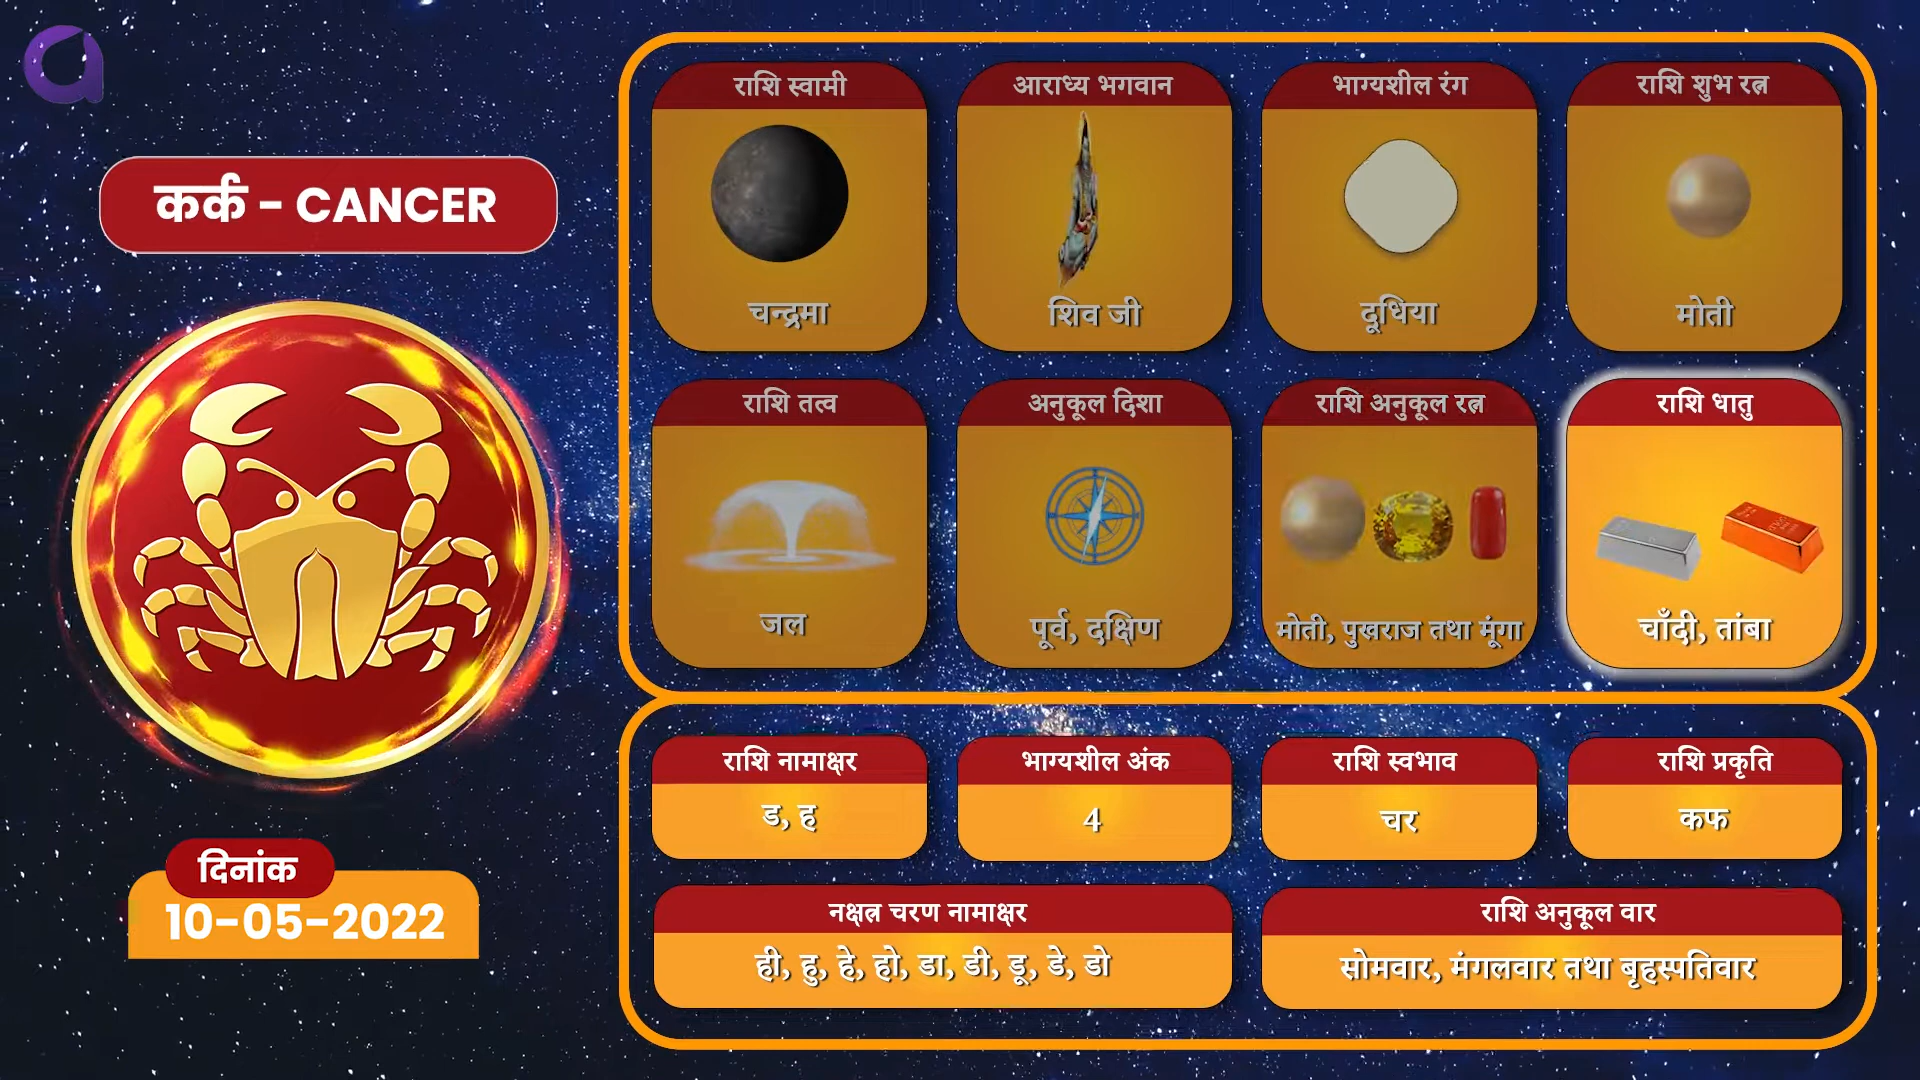 कर्क - CANCER
दिनांक
10-05-2022
राशि स्वामी
चन्द्रमा
आराध्य भगवान
शिव जी
भाग्यशील रंग
दूधिया
राशि शुभ रत्न
मोती
राशि तत्व
जल
अनुकूल दिशा
पूर्व, दक्षिण
राशि अनुकूल रत्न
मोती, पुखराज तथा मूंगा
राशि धातु
चाँदी, तांबा
राशि नामाक्षर
ड, ह
भाग्यशील अंक
4
राशि स्वभाव
चर
राशि प्रकृति
कफ
नक्षत्र चरण नामाक्षर
ही, हु, हे, हो, डा, डी, डू, डे, डो
राशि अनुकूल वार
सोमवार, मंगलवार तथा बृहस्पतिवार